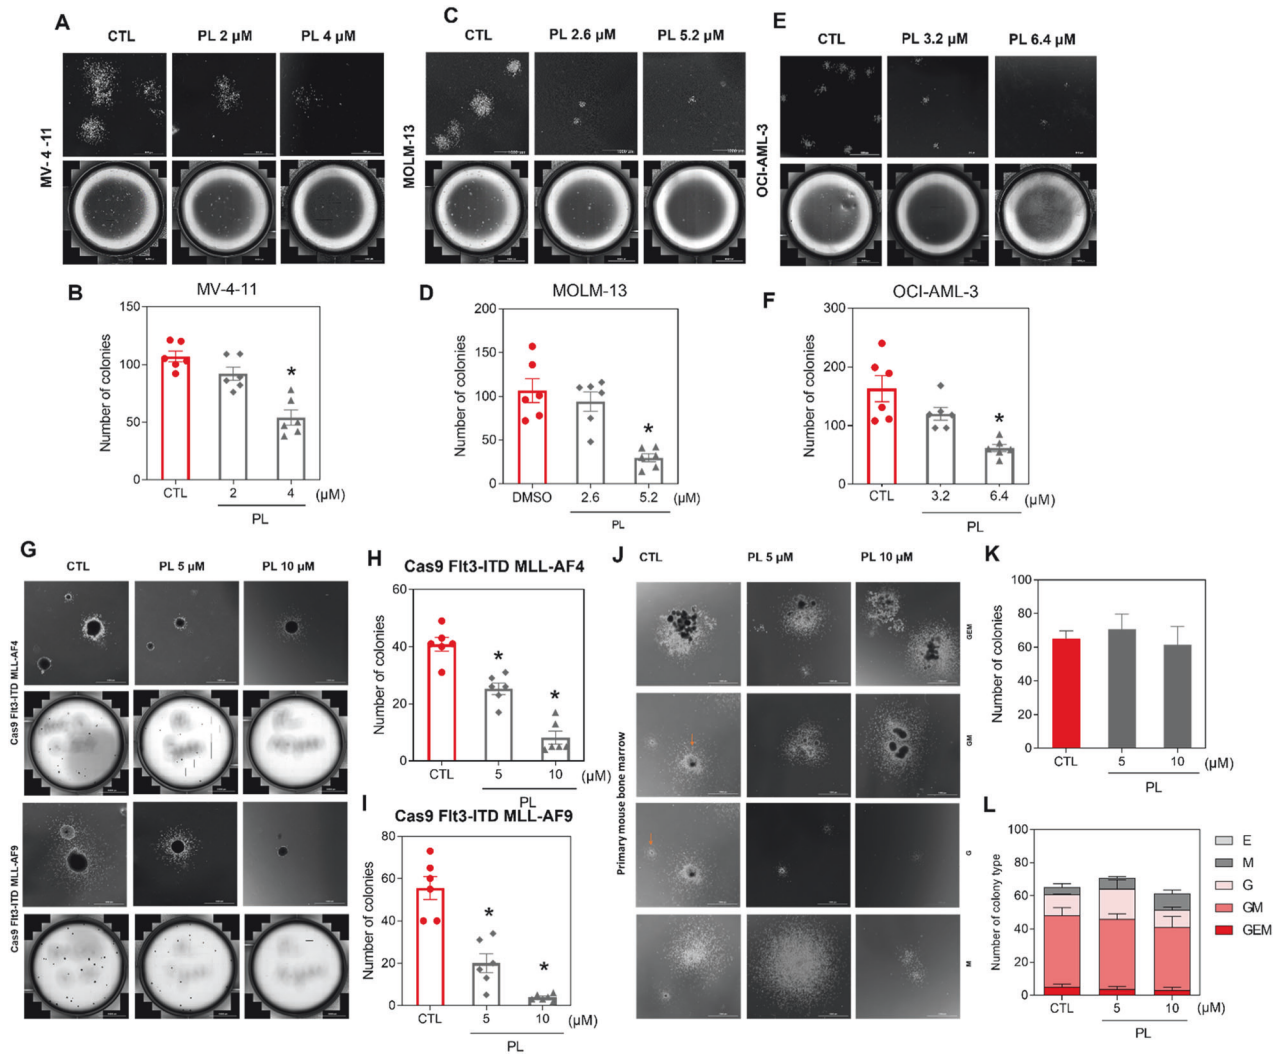 A
CTL
PL 2 µM
PL 4 µM
MV- 4 -11
C
CTL
PL 2.6 µM
PL 5.2 µM
MOLM-13
E
CTL
PL 3.2 µM
PL 6.4 µM
OCI-AML-3
B
MV-4-11
Number of colonies
150
100
50
0
*
CTL
2
4
(µM)
PL
D
MOLM-13
Number of colonies
200
150
100
50
0
*
DMSO
2.6
5.2
(µM)
PL
F
OCI-AML-3
Number of colonies
300
200
100
0
*
CTL
3.2
6.4
(µM)
PL
G
CTL
PL 5 µM
PL 10 µM
Cas9 Flt3-ITD MLL-AF4
Cas9 Flt3-ITD MLL-AF9
H
Cas9 Flt3-ITD MLL-AF4
Number of colonies
60
40
20
0
*
*
CTL
5
10
(µM)
PL
I
Cas9 Flt3-ITD MLL-AF9
Number of colonies
80
60
40
20
0
*
*
CTL
5
10
(µM)
PL
J
CTL
PL 5 µM
PL 10 µM
Primary mouse bone marrow
GEM
GM
G
M
K
Number of colonies
100
80
60
40
20
0
CTL
5
10
(µM)
PL
L
Number of colony type
100
80
60
40
20
0
CTL
5
10
(µM)
PL
E
M
G
GM
GEM